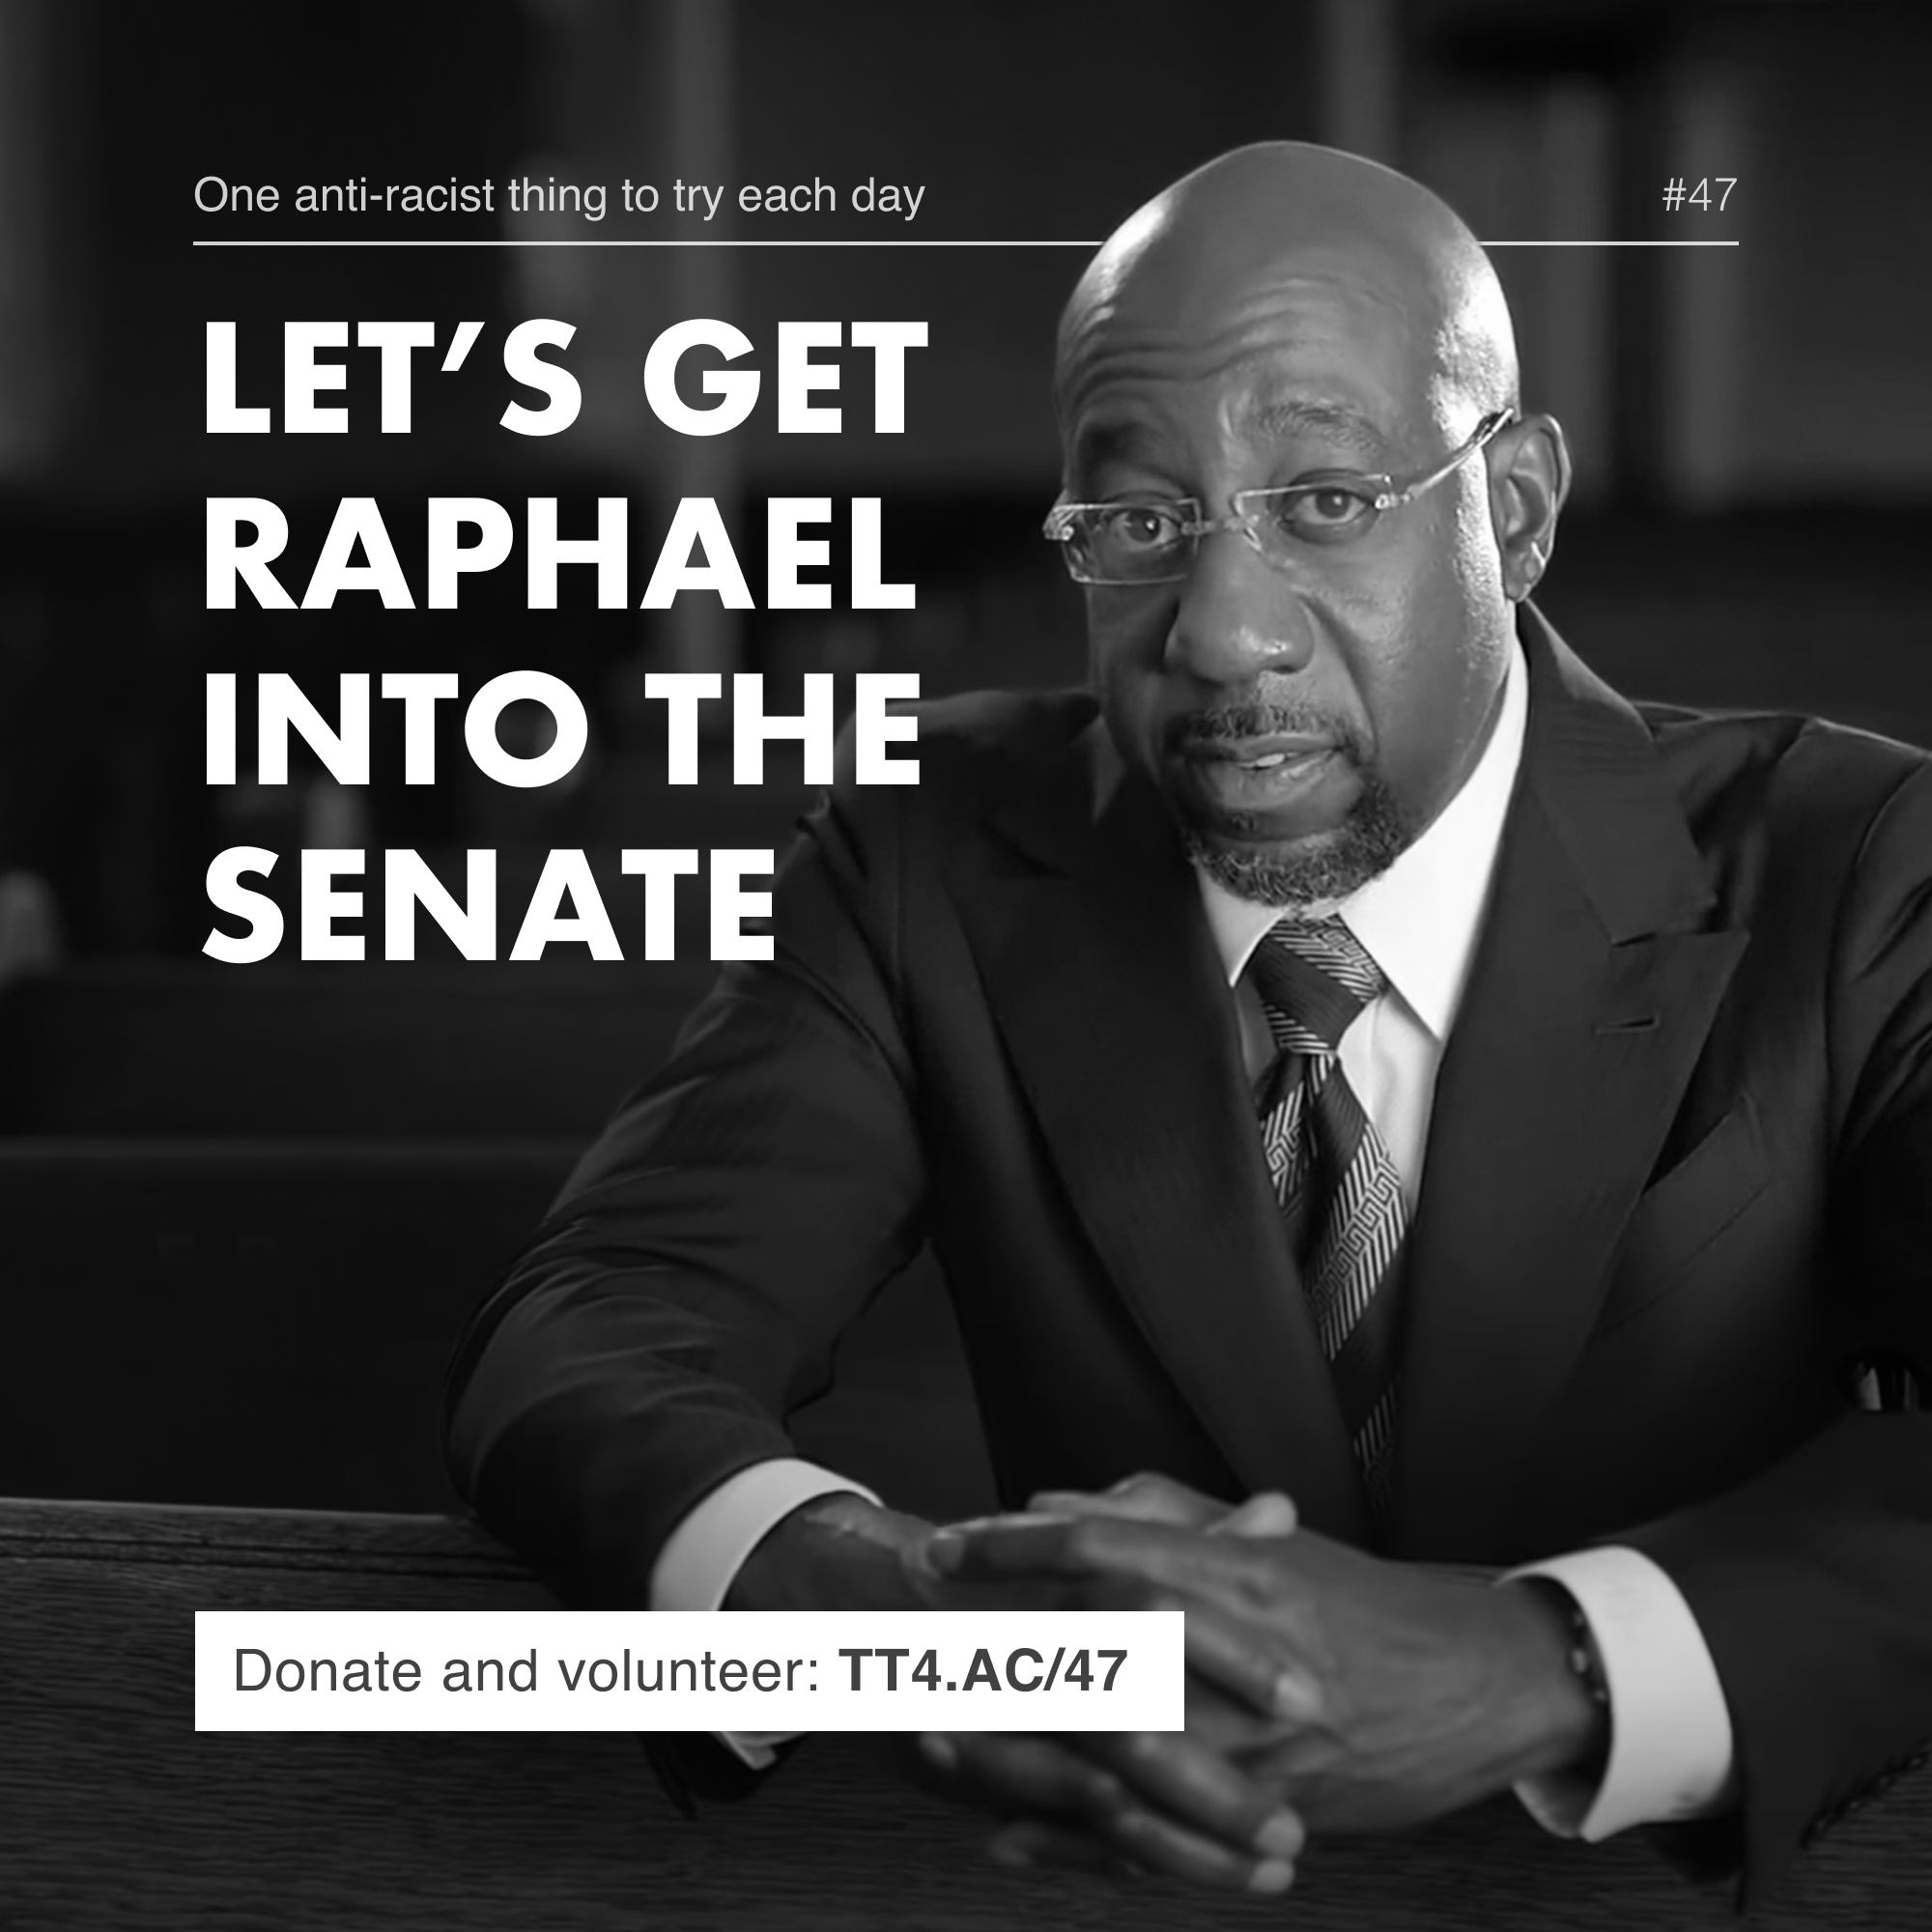 One anti-racist thing to try each day
#47
LET’S GET
RAPHAEL
INTO THE
SENATE
Donate and volunteer: TT4.AC/47